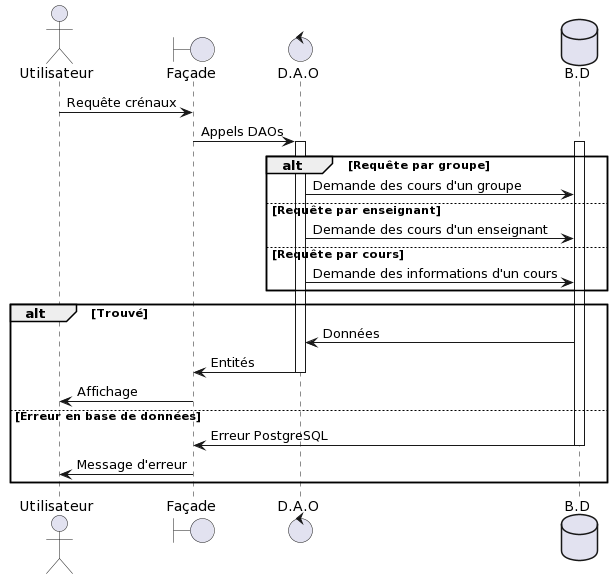 Utilisateur Façade D.A.O B.D
Requête crénaux
Appels DAOs
alt [Requête par groupe]
Demande des cours d'un groupe
[Requête par enseignant]
Demande des cours d'un enseignant
[Requête par cours]
Demande des informations d'un cours
alt [Trouvé]
Données
Entités
Affichage
[Erreur en base de données]
Erreur PostgreSQL
Message d'erreur
Utilisateur Façade D.A.O B.D